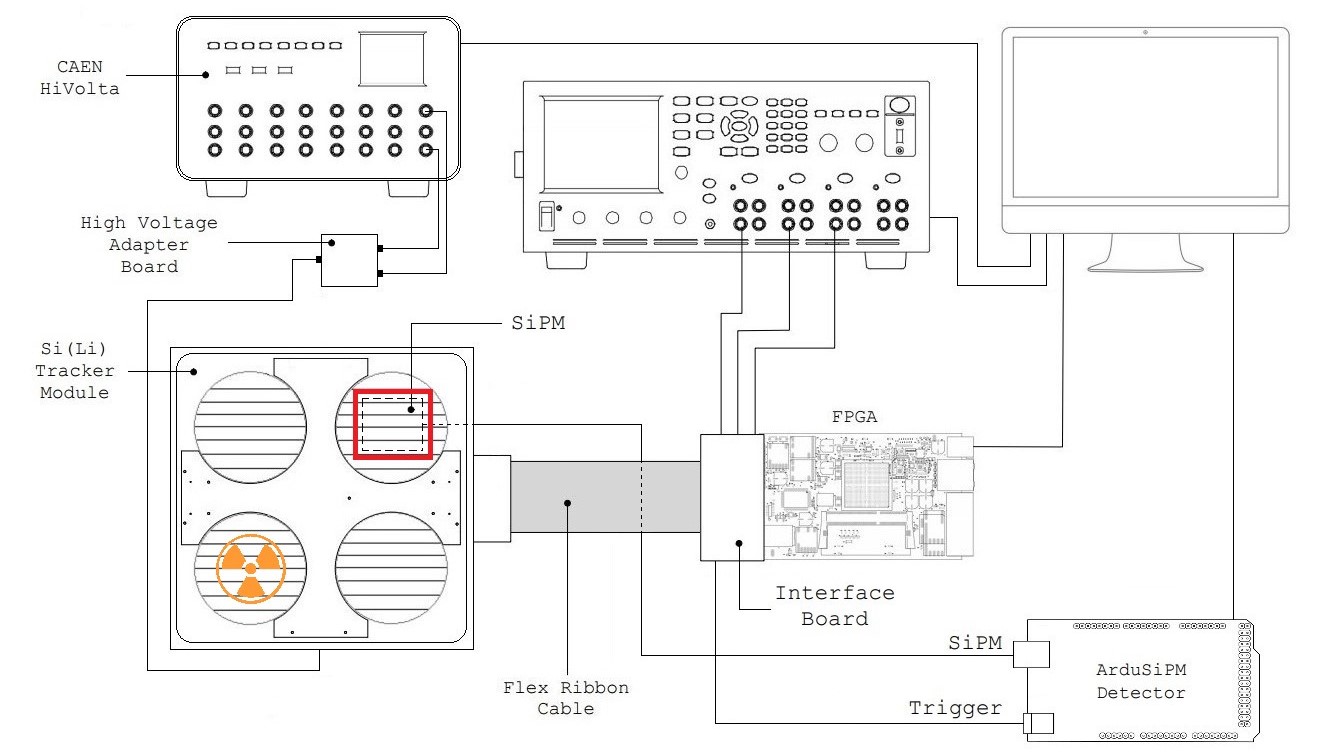 CAEN
HiVolta
High Voltage
Adapter
Board
SiPM
Si(Li)
Tracker
Module
FPGA
Interface
Board
SiPM
ArduSiPM
Detector
Flex Ribbon
Cable
Trigger